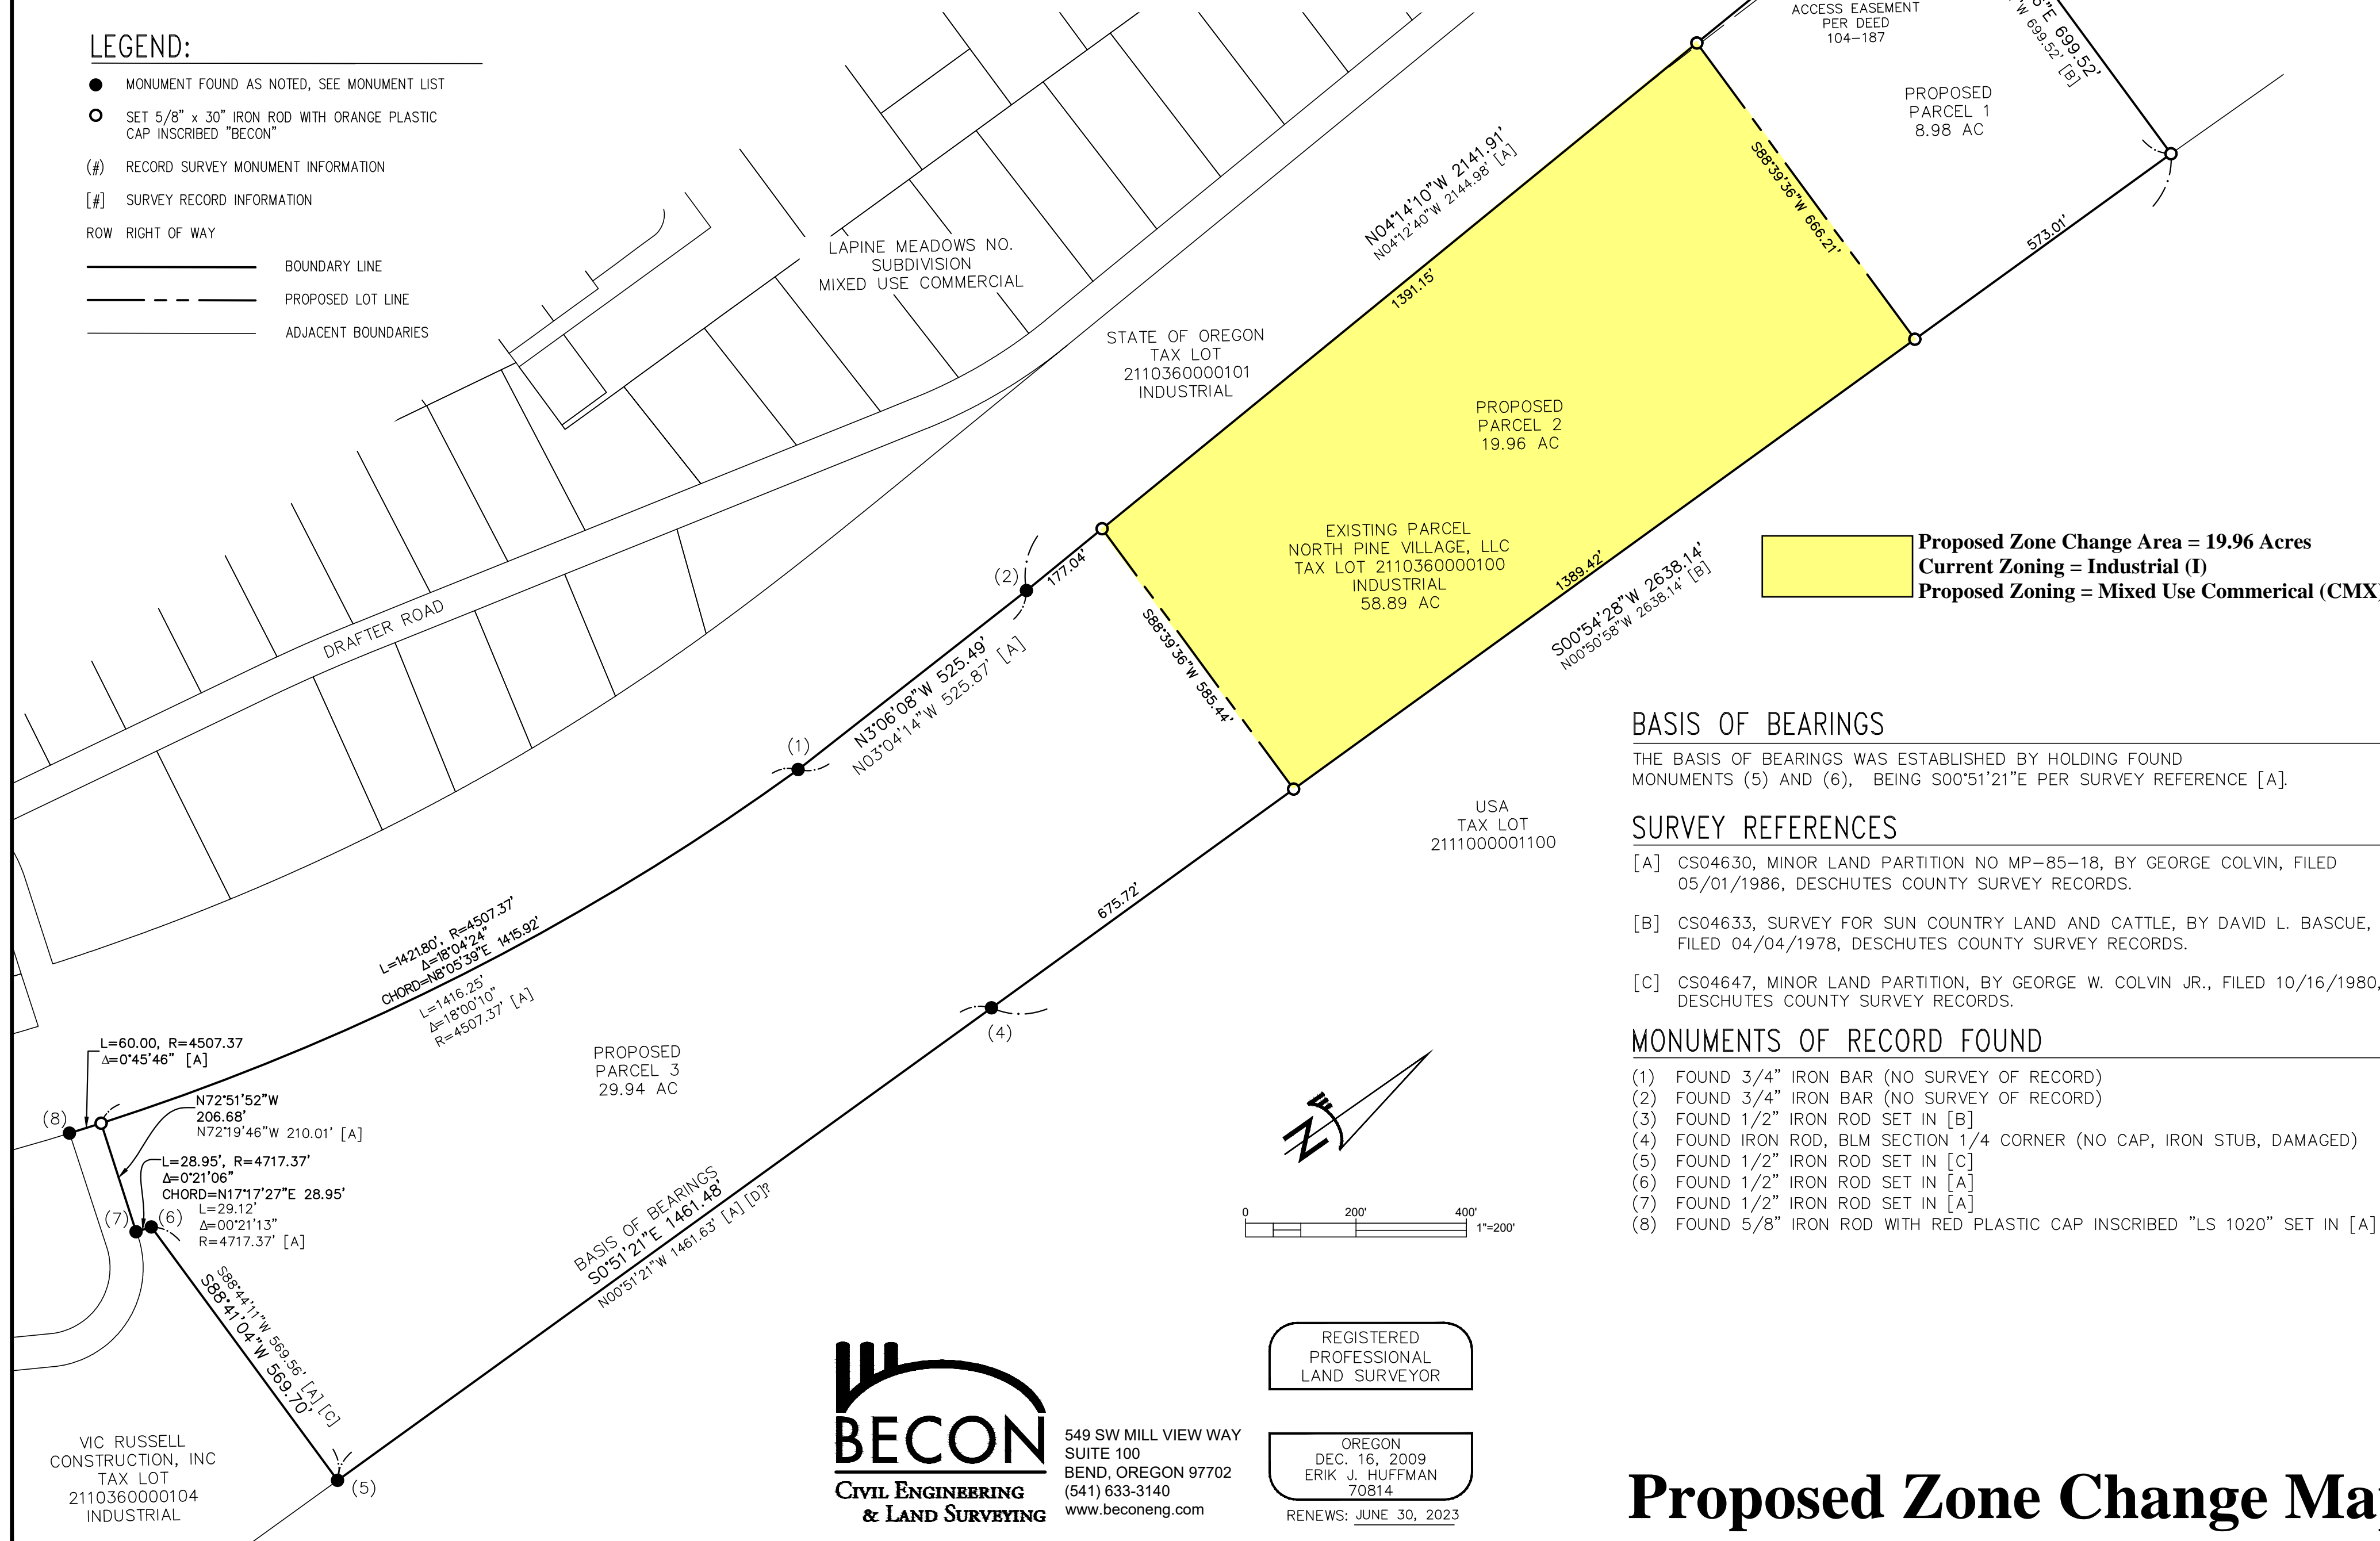 LEGEND:
MONUMENT FOUND AS NOTED, SEE MONUMENT LIST
SET 5/8" x 30" IRON ROD WITH ORANGE PLASTIC
CAP INSCRIBED "BECON"
(#) RECORD SURVEY MONUMENT INFORMATION
[#] SURVEY RECORD INFORMATION
ROW RIGHT OF WAY
BOUNDARY LINE
PROPOSED LOT LINE
ADJACENT BOUNDARIES
LAPINE MEADOWS NO.
SUBDIVISION
MIXED USE COMMERCIAL
STATE OF OREGON
TAX LOT
2110360000101
INDUSTRIAL
N04°14'10"W 2141.91'
N04°12'40"W 2144.98' [A]
1391.15'
ACCESS EASEMENT
PER DEED
104-187
"E 699.52'
"W 699.52' [B]
PROPOSED
PARCEL 1
8.98 AC
S88°39'36"W 666.21'
573.01'
PROPOSED
PARCEL 2
19.96 AC
EXISTING PARCEL
NORTH PINE VILLAGE, LLC
TAX LOT 2110360000100
INDUSTRIAL
58.89 AC
1389.42'
S00°54'28"W 2638.14'
N00°50'58"W 2638.14' [B]
Proposed Zone Change Area = 19.96 Acres
Current Zoning = Industrial (I)
Proposed Zoning = Mixed Use Commerical (CMX)
DRAFTER ROAD
(2)
177.04'
(1)
N3°06'08"W 525.49'
N03°04'14"W 525.87' [A]
S88°39'36"W 585.44'
USA
TAX LOT
2111000001100
675.72'
(4)
BASIS OF BEARINGS
THE BASIS OF BEARINGS WAS ESTABLISHED BY HOLDING FOUND
MONUMENTS (5) AND (6), BEING S00°51'21"E PER SURVEY REFERENCE [A].
SURVEY REFERENCES
[A] CS04630, MINOR LAND PARTITION NO MP-85-18, BY GEORGE COLVIN, FILED
05/01/1986, DESCHUTES COUNTY SURVEY RECORDS.
[B] CS04633, SURVEY FOR SUN COUNTRY LAND AND CATTLE, BY DAVID L. BASCUE,
FILED 04/04/1978, DESCHUTES COUNTY SURVEY RECORDS.
[C] CS04647, MINOR LAND PARTITION, BY GEORGE W. COLVIN JR., FILED 10/16/1980,
DESCHUTES COUNTY SURVEY RECORDS.
MONUMENTS OF RECORD FOUND
(1) FOUND 3/4" IRON BAR (NO SURVEY OF RECORD)
(2) FOUND 3/4" IRON BAR (NO SURVEY OF RECORD)
(3) FOUND 1/2" IRON ROD SET IN [B]
(4) FOUND IRON ROD, BLM SECTION 1/4 CORNER (NO CAP, IRON STUB, DAMAGED)
(5) FOUND 1/2" IRON ROD SET IN [C]
(6) FOUND 1/2" IRON ROD SET IN [A]
(7) FOUND 1/2" IRON ROD SET IN [A]
(8) FOUND 5/8" IRON ROD WITH RED PLASTIC CAP INSCRIBED "LS 1020" SET IN [A]
L=1421.80', R=4507.37'
Δ=18°04'24"
CHORD=N8°05'39"E 1415.92'
L=1416.25'
Δ=18°00'10"
R=4507.37' [A]
PROPOSED
PARCEL 3
29.94 AC
L=60.00, R=4507.37
Δ=0°45'46" [A]
(8)
N72°51'52"W
206.68'
N72°19'46"W 210.01' [A]
L=28.95', R=4717.37'
Δ=0°21'06"
CHORD=N17°17'27"E 28.95'
L=29.12'
Δ=00°21'13"
R=4717.37' [A]
(7)
(6)
S88°44'11"W 569.56' [A] [C]
S88°41'04"W 569.70'
BASIS OF BEARINGS
S0°51'21"E 1461.48'
N00°51'21"W 1461.63' [A] [D]?
(5)
VIC RUSSELL
CONSTRUCTION, INC
TAX LOT
2110360000104
INDUSTRIAL
N
0 200' 400'
1"=200'
BECON
CIVIL ENGINEERING
& LAND SURVEYING
549 SW MILL VIEW WAY
SUITE 100
BEND, OREGON 97702
(541) 633-3140
www.beconeng.com
REGISTERED
PROFESSIONAL
LAND SURVEYOR
OREGON
DEC. 16, 2009
ERIK J. HUFFMAN
70814
RENEWS: JUNE 30, 2023
Proposed Zone Change Ma